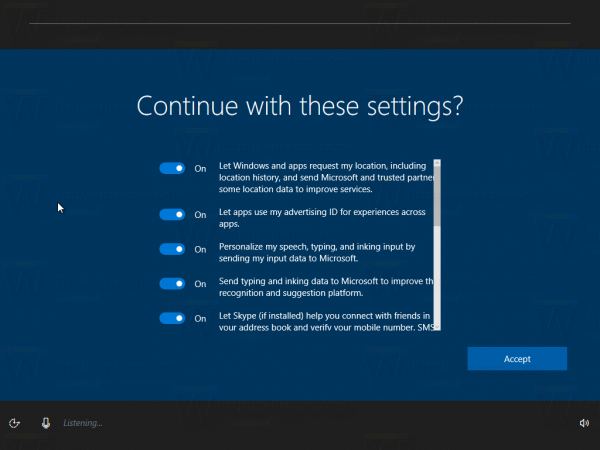 Continue with these settings?
On
Let Windows and apps request my location, including
location history, and send Microsoft and trusted partne
some location data to improve services.
On
Let apps use my advertising ID for experiences across
apps.
On
Personalize my speech, typing, and inking input by
sending my input data to Microsoft.
On
Send typing and inking data to Microsoft to improve th
recognition and suggestion platform.
On
Let Skype (if installed) help you connect with friends in
your address book and verify your mobile number. SMS
Accept
Listening...